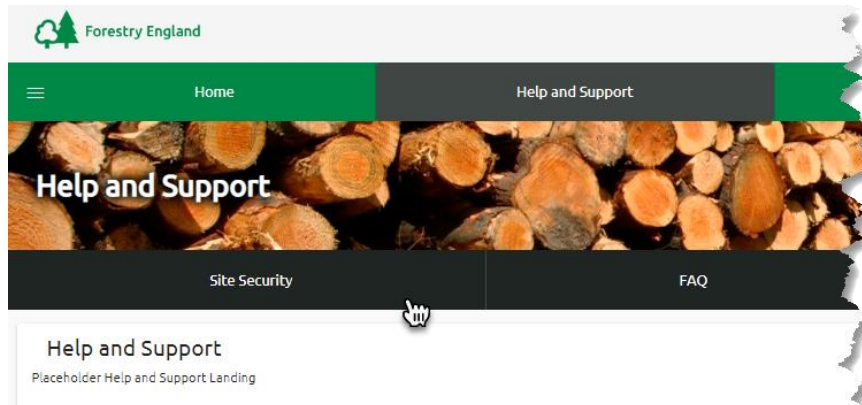 Forestry England
Home
Help and Support
Help and Support
Site Security
FAQ
Help and Support
Placeholder Help and Support Landing